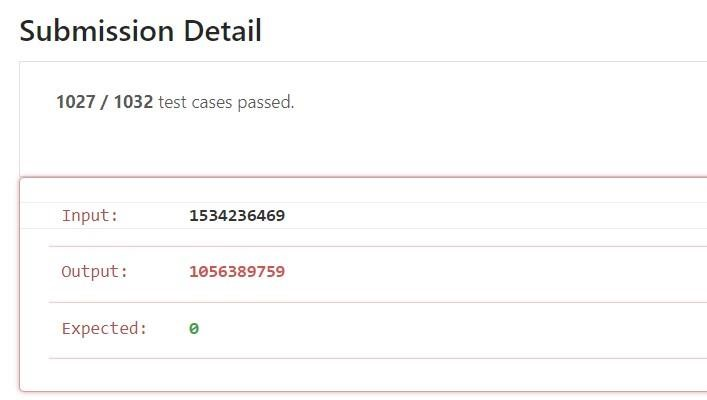 Submission Detail
1027 / 1032 test cases passed.
Input: 1534236469
Output: 1056389759
Expected: 0